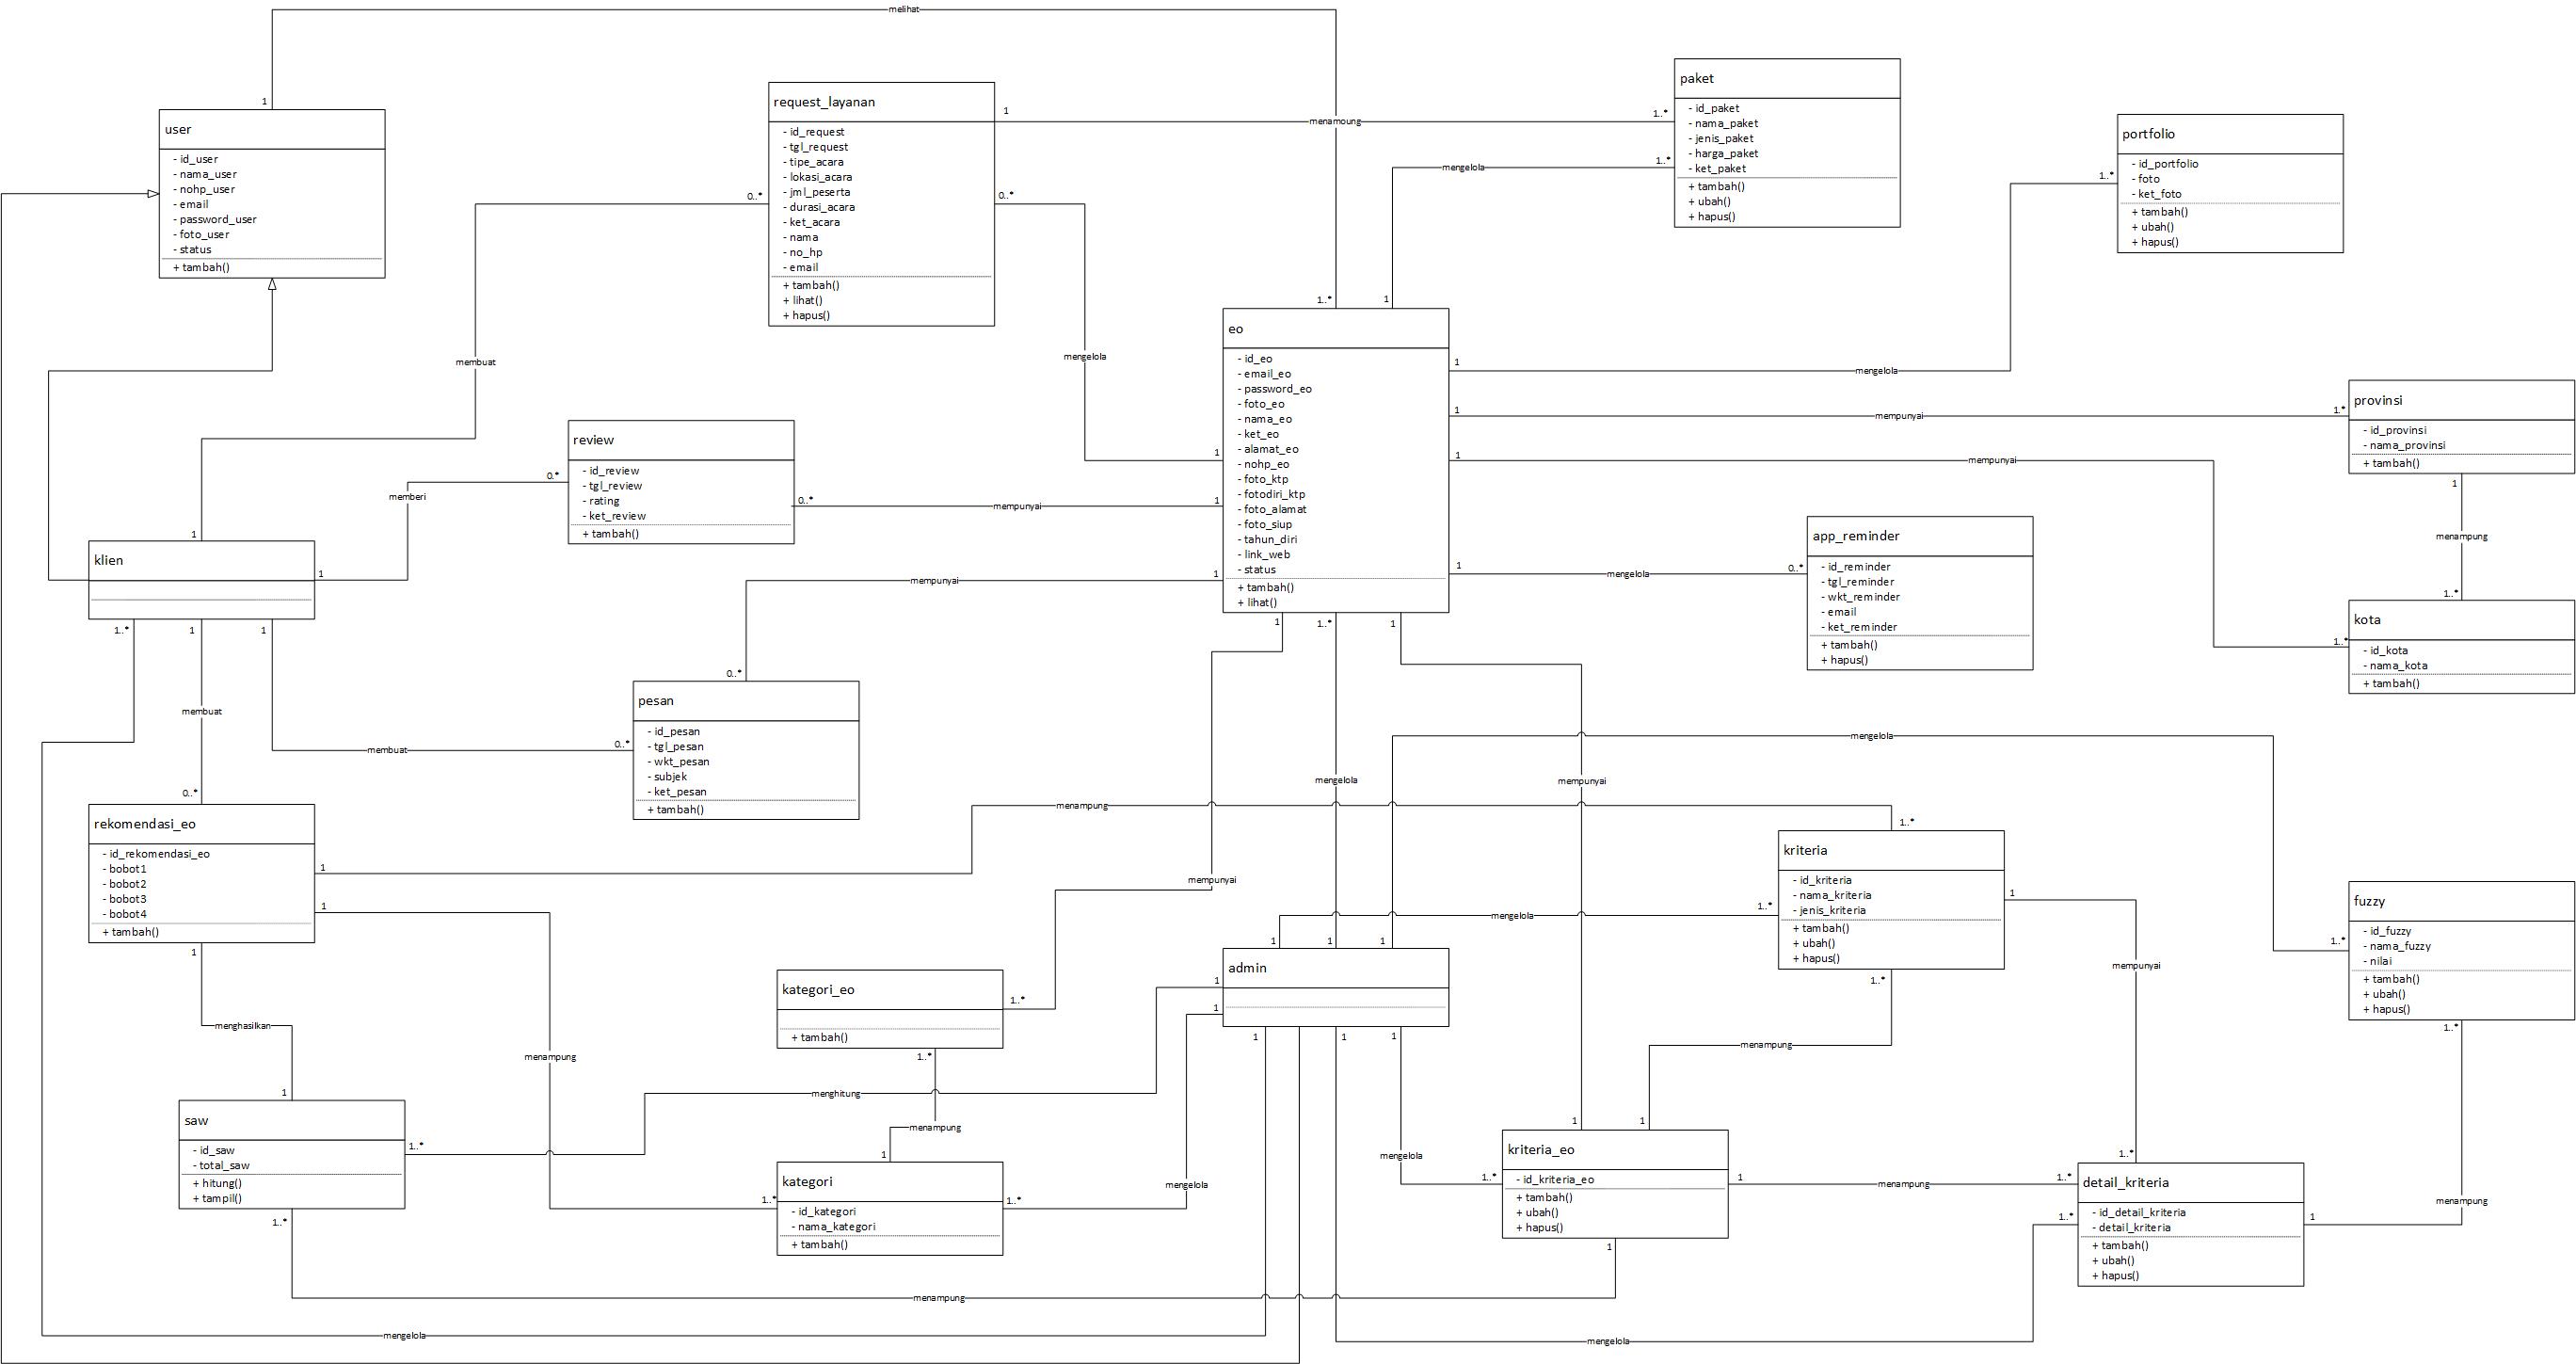 melihat
1
user
- id_user
- nama_user
- nohp_user
- email
- password_user
- foto_user
- status
+ tambah()
request_layanan
- id_request
- tgl_request
- tipe_acara
- lokasi_acara
- jml_peserta
- durasi_acara
- ket_acara
- nama
- no_hp
- email
+ tambah()
+ lihat()
+ hapus()
1
menamoung
1..*
0..*
0..*
membuat
mengelola
paket
- id_paket
- nama_paket
- jenis_paket
- harga_paket
- ket_paket
+ tambah()
+ ubah()
+ hapus()
mengelola
1..*
1..*
1
portfolio
- id_portfolio
- foto
- ket_foto
+ tambah()
+ ubah()
+ hapus()
1..*
eo
- id_eo
- email_eo
- password_eo
- foto_eo
- nama_eo
- ket_eo
- alamat_eo
- nohp_eo
- foto_ktp
- fotodiri_ktp
- foto_alamat
- foto_siup
- tahun_diri
- link_web
- status
+ tambah()
+ lihat()
1
mengelola
1
mempunyai
1..*
1
mempunyai
1..*
1
mengelola
0..*
1
1
1
provinsi
- id_provinsi
- nama_provinsi
+ tambah()
1
menampung
1..*
kota
- id_kota
- nama_kota
+ tambah()
app_reminder
- id_reminder
- tgl_reminder
- wkt_reminder
- email
- ket_reminder
+ tambah()
+ hapus()
review
- id_review
- tgl_review
- rating
- ket_review
+ tambah()
memberi
0..*
0..*
mempunyai
klien
1
1
1..*
1
1
mempunyai
0..*
membuat
membuat
0..*
0..*
pesan
- id_pesan
- tgl_pesan
- wkt_pesan
- subjek
- ket_pesan
+ tambah()
1
1..*
1
mengelola
mempunyai
mengelola
mempunyai
rekomendasi_eo
- id_rekomendasi_eo
- bobot1
- bobot2
- bobot3
- bobot4
+ tambah()
1
menampung
1..*
1
1
menghasilkan
menampung
kriteria
- id_kriteria
- nama_kriteria
- jenis_kriteria
+ tambah()
+ ubah()
+ hapus()
mengelola
1..*
1
mempunyai
1..*
menampung
fuzzy
- id_fuzzy
- nama_fuzzy
- nilai
+ tambah()
+ ubah()
+ hapus()
1..*
1..*
menampung
admin
1
1
1
1
1
1
1
1
kategori_eo
+ tambah()
1..*
1..*
menghitung
menampung
1
1
saw
- id_saw
- total_saw
+ hitung()
+ tampil()
1..*
1..*
kategori
- id_kategori
- nama_kategori
+ tambah()
1..*
1..*
mengelola
mengelola
1..*
kriteria_eo
- id_kriteria_eo
+ tambah()
+ ubah()
+ hapus()
1
1
1
menampung
1..*
1
detail_kriteria
- id_detail_kriteria
- detail_kriteria
+ tambah()
+ ubah()
+ hapus()
1..*
1..*
1
menampung
mengelola
mengelola